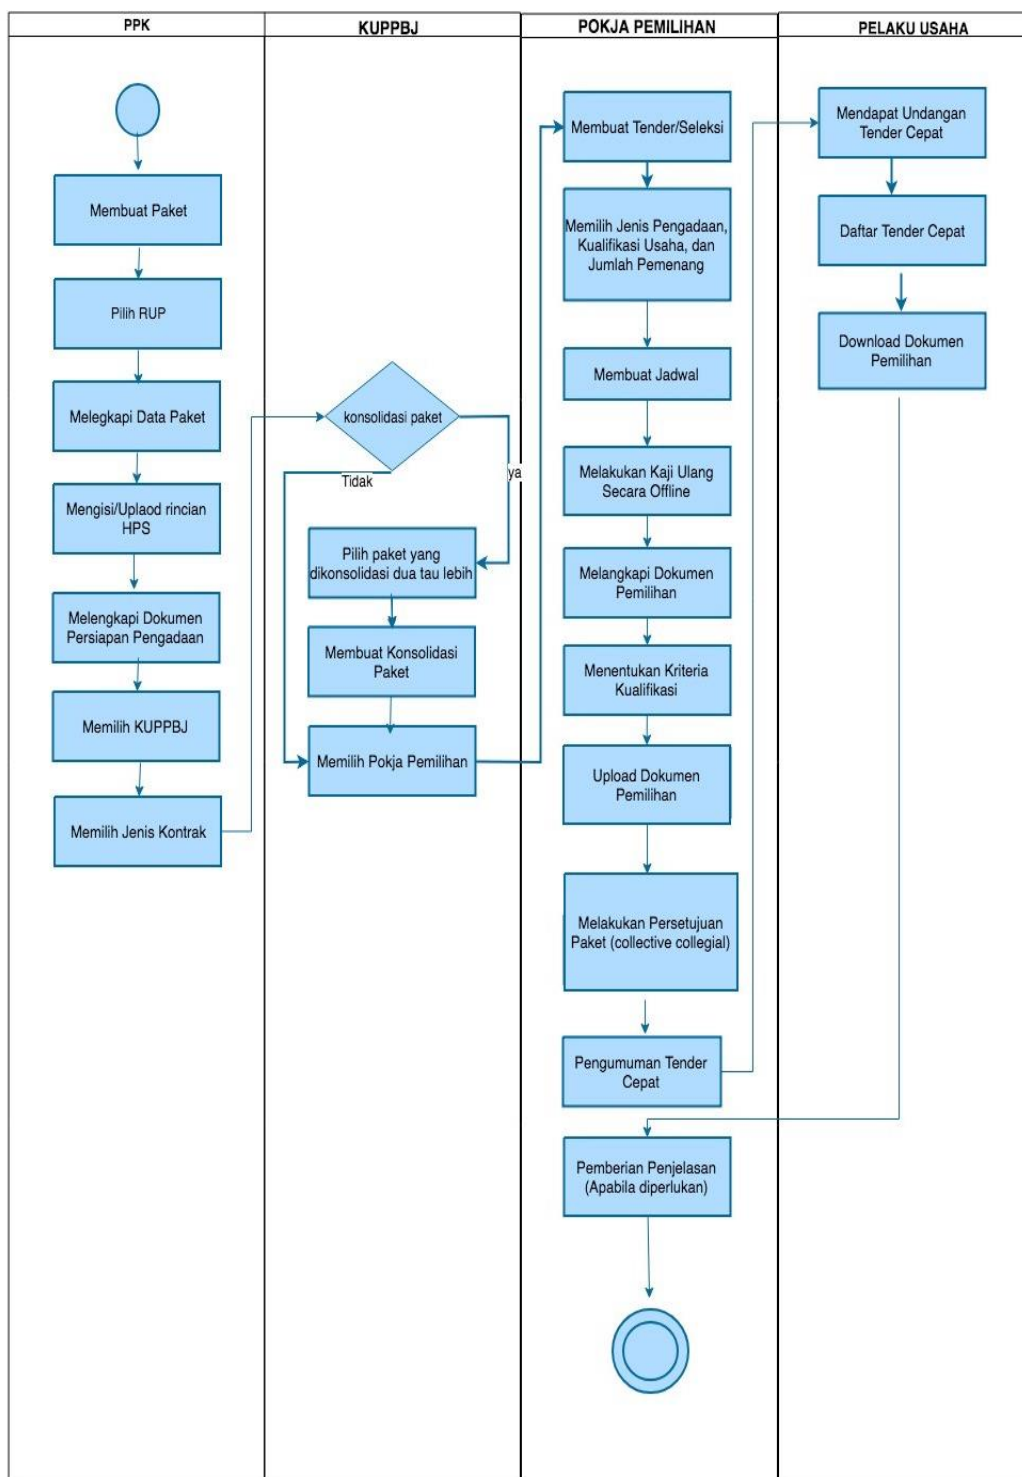 PPK
KUPPBJ
POKJA PEMILIHAN
PELAKU USAHA
Membuat Paket
Pilih RUP
Melegkapi Data Paket
Mengisi/Uplaod rincian
HPS
Melengkapi Dokumen
Persiapan Pengadaan
Memilih KUPPBJ
Memilih Jenis Kontrak
konsolidasi paket
Tidak
ya
Pilih paket yang
dikonsolidasi dua tau lebih
Membuat Konsolidasi
Paket
Memilih Pokja Pemilihan
Membuat Tender/Seleksi
Memilih Jenis Pengadaan,
Kualifikasi Usaha, dan
Jumlah Pemenang
Membuat Jadwal
Melakukan Kaji Ulang
Secara Offline
Melangkapi Dokumen
Pemilihan
Menentukan Kriteria
Kualifikasi
Upload Dokumen
Pemilihan
Melakukan Persetujuan
Paket (collective collegial)
Pengumuman Tender
Cepat
Pemberian Penjelasan
(Apabila diperlukan)
Mendapat Undangan
Tender Cepat
Daftar Tender Cepat
Download Dokumen
Pemilihan